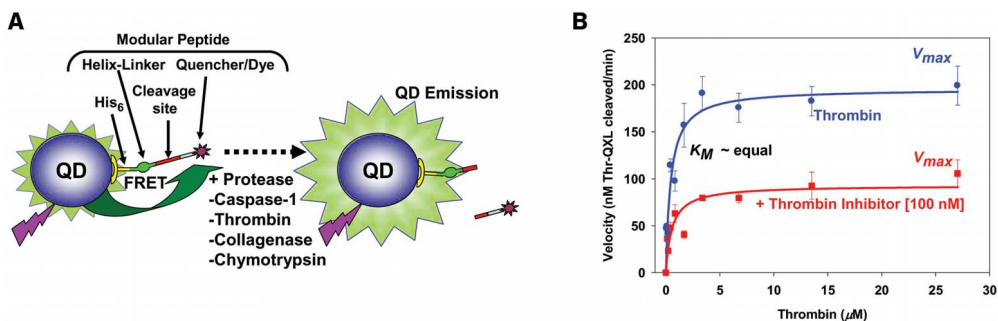 A
Modular Peptide
Helix-Linker
Quencher/Dye
His6
Cleavage
site
QD
FRET
+ Protease
-Caspase-1
-Thrombin
-Collagenase
-Chymotrypsin
QD Emission
QD
B
Velocity (nM Thr-QXL cleaved/min)
250
200
150
100
50
0
Vmax
Thrombin
KM ~ equal
Vmax
+ Thrombin Inhibitor [100 nM]
0 5 10 15 20 25 30
Thrombin (μM)